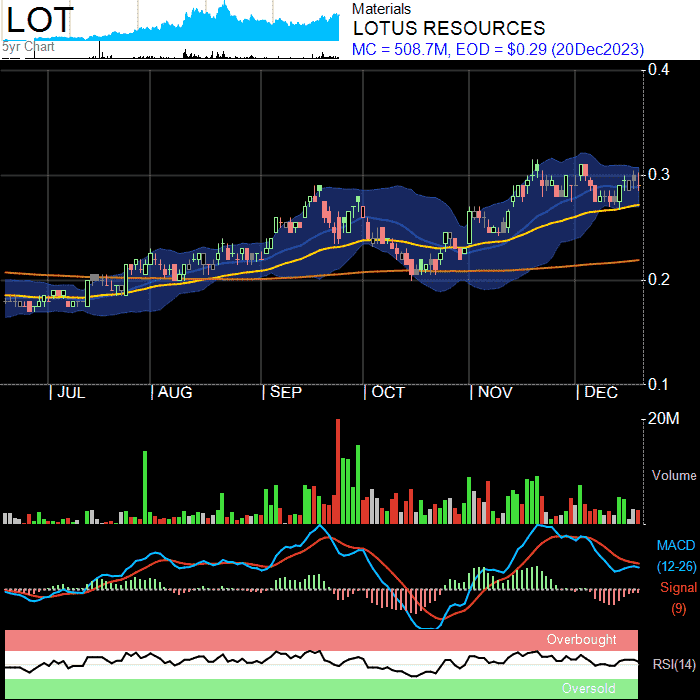 LOT
5yr Chart
Materials
LOTUS RESOURCES
MC = 508.7M, EOD = $0.29 (20Dec2023)
0.4
0.3
0.2
0.1
| JUL | AUG | SEP | OCT | NOV | DEC
20M
Volume
MACD
(12-26)
Signal
(9)
Overbought
RSI(14)
Oversold